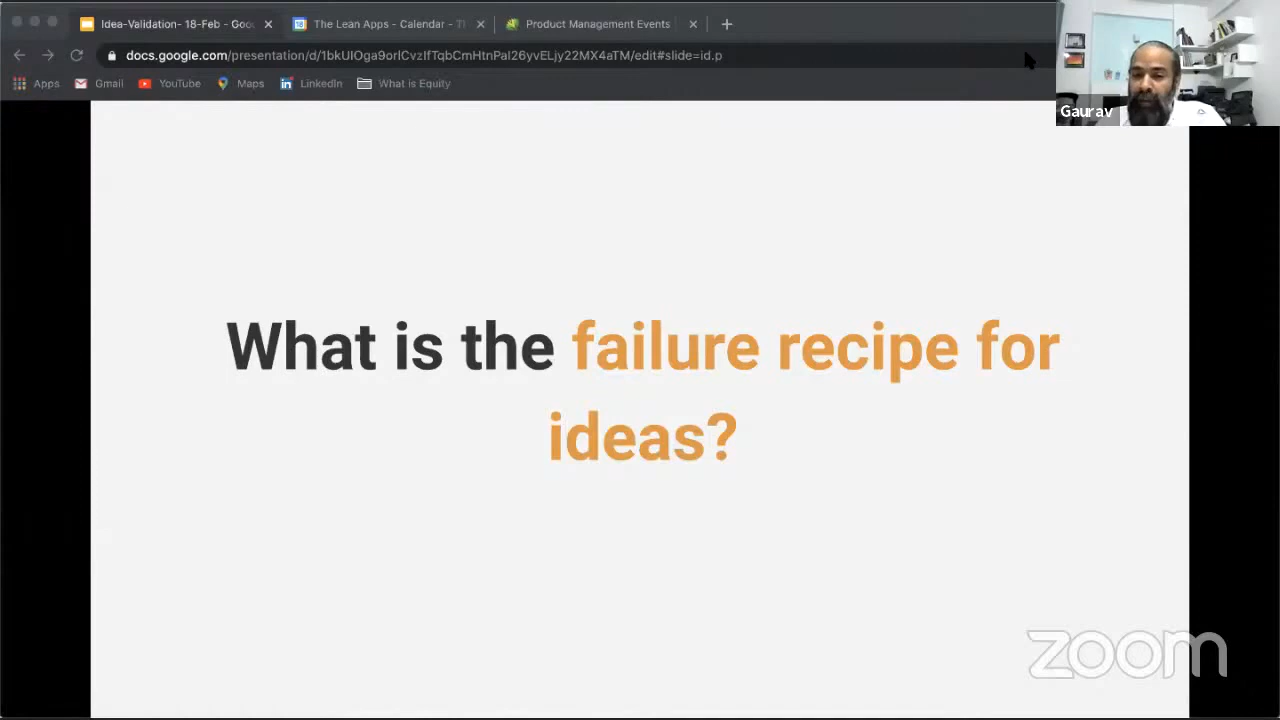 Idea-Validation- 18-Feb - Goo
The Lean Apps - Calendar - T
Product Management Events
docs.google.com/presentation/d/1bkUIOga9orlCvzIfTqbCmHtnPal26yvELjy22MX4aTM/edit#slide=id.p
Apps
Gmail
YouTube
Maps
LinkedIn
What is Equity
Gaurav
What is the failure recipe for
ideas?
zoom